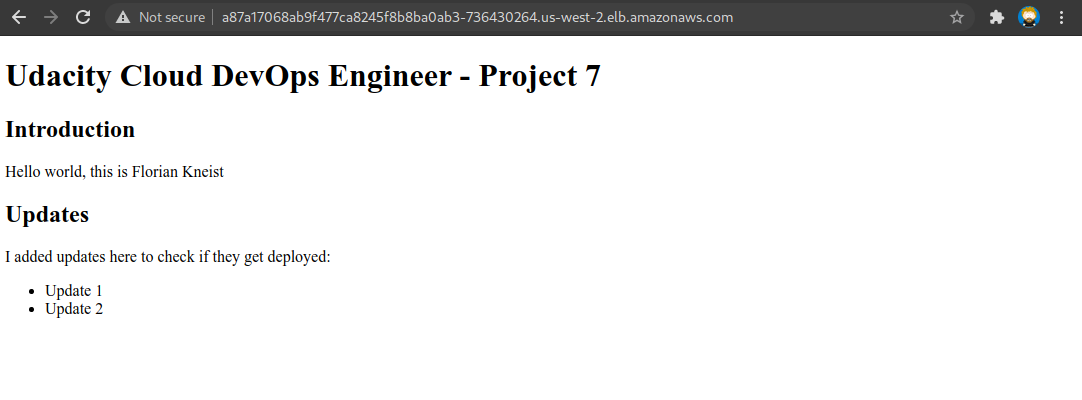 Not secure a87a17068ab9f477ca8245f8b8ba0ab3-736430264.us-west-2.elb.amazonaws.com
Udacity Cloud DevOps Engineer - Project 7
Introduction
Hello world, this is Florian Kneist
Updates
I added updates here to check if they get deployed:
Update 1
Update 2